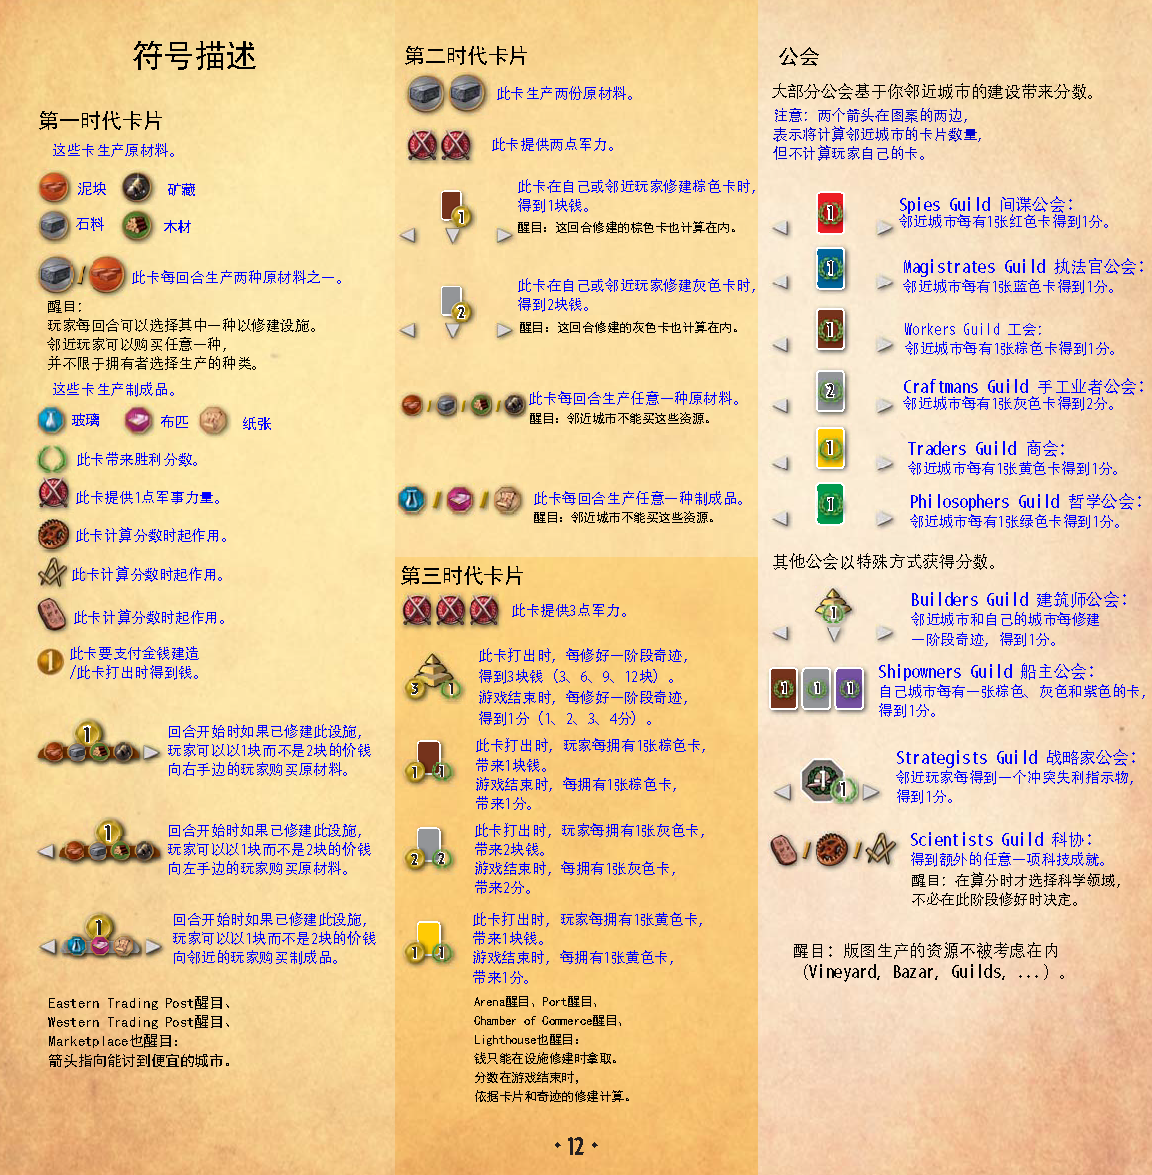 符号描述
第一时代卡片
这些卡生产原材料。
泥块
矿藏
石料
木材
/
此卡每回合生产两种原材料之一。
醒目：
玩家每回合可以选择其中一种以修建设施。
邻近玩家可以购买任意一种，
并不限于拥有者选择生产的种类。
这些卡生产制成品。
玻璃
布匹
纸张
此卡带来胜利分数。
此卡提供1点军事力量。
此卡计算分数时起作用。
此卡计算分数时起作用。
此卡计算分数时起作用。
1
此卡要支付金钱建造
/此卡打出时得到钱。
1
回合开始时如果已修建此设施，
玩家可以以1块而不是2块的价钱
向右手边的玩家购买原材料。
1
回合开始时如果已修建此设施，
玩家可以以1块而不是2块的价钱
向左手边的玩家购买原材料。
1
回合开始时如果已修建此设施，
玩家可以以1块而不是2块的价钱
向邻近的玩家购买制成品。
Eastern Trading Post醒目、
Western Trading Post醒目、
Marketplace也醒目：
箭头指向能讨到便宜的城市。
第二时代卡片
此卡生产两份原材料。
此卡提供两点军力。
1
此卡在自己或邻近玩家修建棕色卡时，
得到1块钱。
醒目：这回合修建的棕色卡也计算在内。
2
此卡在自己或邻近玩家修建灰色卡时，
得到2块钱。
醒目：这回合修建的灰色卡也计算在内。
/ / /
此卡每回合生产任意一种原材料。
醒目：邻近城市不能买这些资源。
/ /
此卡每回合生产任意一种制成品。
醒目：邻近城市不能买这些资源。
第三时代卡片
此卡提供3点军力。
3 1
此卡打出时，每修好一阶段奇迹，
得到3块钱（3、6、9、12块）。
游戏结束时，每修好一阶段奇迹，
得到1分（1、2、3、4分）。
1 1
此卡打出时，玩家每拥有1张棕色卡，
带来1块钱。
游戏结束时，每拥有1张棕色卡，
带来1分。
2 2
此卡打出时，玩家每拥有1张灰色卡，
带来2块钱。
游戏结束时，每拥有1张灰色卡，
带来2分。
1 1
此卡打出时，玩家每拥有1张黄色卡，
带来1块钱。
游戏结束时，每拥有1张黄色卡，
带来1分。
Arena醒目、Port醒目、
Chamber of Commerce醒目、
Lighthouse也醒目：
钱只能在设施修建时拿取。
分数在游戏结束时，
依据卡片和奇迹的修建计算。
公会
大部分公会基于你邻近城市的建设带来分数。
注意：两个箭头在图案的两边，
表示将计算邻近城市的卡片数量，
但不计算玩家自己的卡。
1
Spies Guild 间谍公会：
邻近城市每有1张红色卡得到1分。
1
Magistrates Guild 执法官公会：
邻近城市每有1张蓝色卡得到1分。
1
Workers Guild 工会：
邻近城市每有1张棕色卡得到1分。
2
Craftmans Guild 手工业者公会：
邻近城市每有1张灰色卡得到2分。
1
Traders Guild 商会：
邻近城市每有1张黄色卡得到1分。
1
Philosophers Guild 哲学公会：
邻近城市每有1张绿色卡得到1分。
其他公会以特殊方式获得分数。
1
Builders Guild 建筑师公会：
邻近城市和自己的城市每修建
一阶段奇迹，得到1分。
1 1 1
Shipowners Guild 船主公会：
自己城市每有一张棕色、灰色和紫色的卡，
得到1分。
-1 1
Strategists Guild 战略家公会：
邻近玩家每得到一个冲突失利指示物，
得到1分。
/ /
Scientists Guild 科协：
得到额外的任意一项科技成就。
醒目：在算分时才选择科学领域，
不必在此阶段修好时决定。
醒目：版图生产的资源不被考虑在内
（Vineyard, Bazar, Guilds, ...）。
12